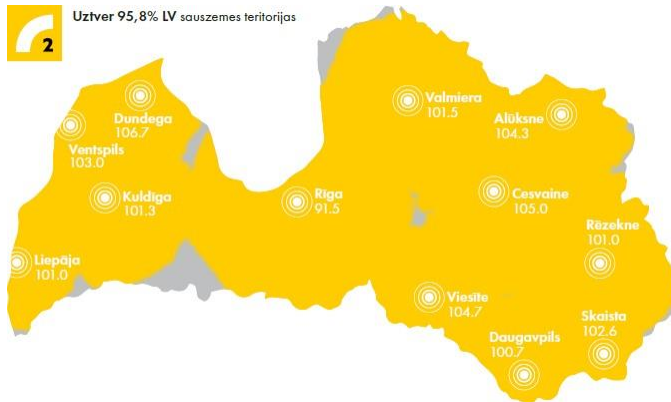 2
Uztver 95,8% LV sauszemes teritorijas
Dundega
106.7
Ventspils
103.0
Kuldīga
101.3
Liepāja
101.0
Rīga
91.5
Valmiera
101.5
Alūksne
104.3
Cesvaine
105.0
Rēzekne
101.0
Viesīte
104.7
Skaista
102.6
Daugavpils
100.7